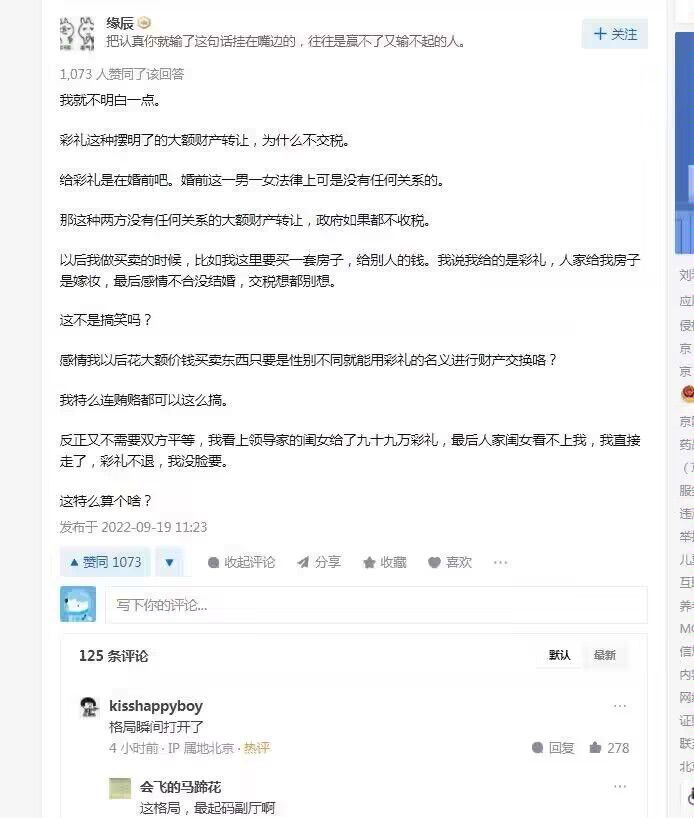 缘辰
把认真你就输了这句话挂在嘴边的，往往是赢不了又输不起的人。
+ 关注
1,073 人赞同了该回答
我就不明白一点。
彩礼这种摆明了的大额财产转让，为什么不交税。
给彩礼是在婚前吧。婚前这一男一女法律上可是没有任何关系的。
那这种两方没有任何关系的大额财产转让，政府如果都不收税。
以后我做买卖的时候，比如我这里要买一套房子，给别人的钱。我说我给的是彩礼，人家给我房子
是嫁妆，最后感情不合没结婚，交税想都别想。
这不是搞笑吗？
感情我以后花大额价钱买卖东西只要是性别不同就能用彩礼的名义进行财产交换咯？
我特么连贿赂都可以这么搞。
反正又不需要双方平等，我看上领导家的闺女给了九十九万彩礼，最后人家闺女看不上我，我直接
走了，彩礼不退，我没脸要。
这特么算个啥？
发布于 2022-09-19 11:23
赞同 1073
收起评论
分享
收藏
喜欢
写下你的评论...
125 条评论
默认
最新
kisshappyboy
格局瞬间打开了
4 小时前 · IP 属地北京 · 热评
回复
278
会飞的马蹄花
这格局，最起码副厅啊
刘
应
侵
京
京
京
药
服
违
举
儿
互
养
MC
信
内
网
证
联
北